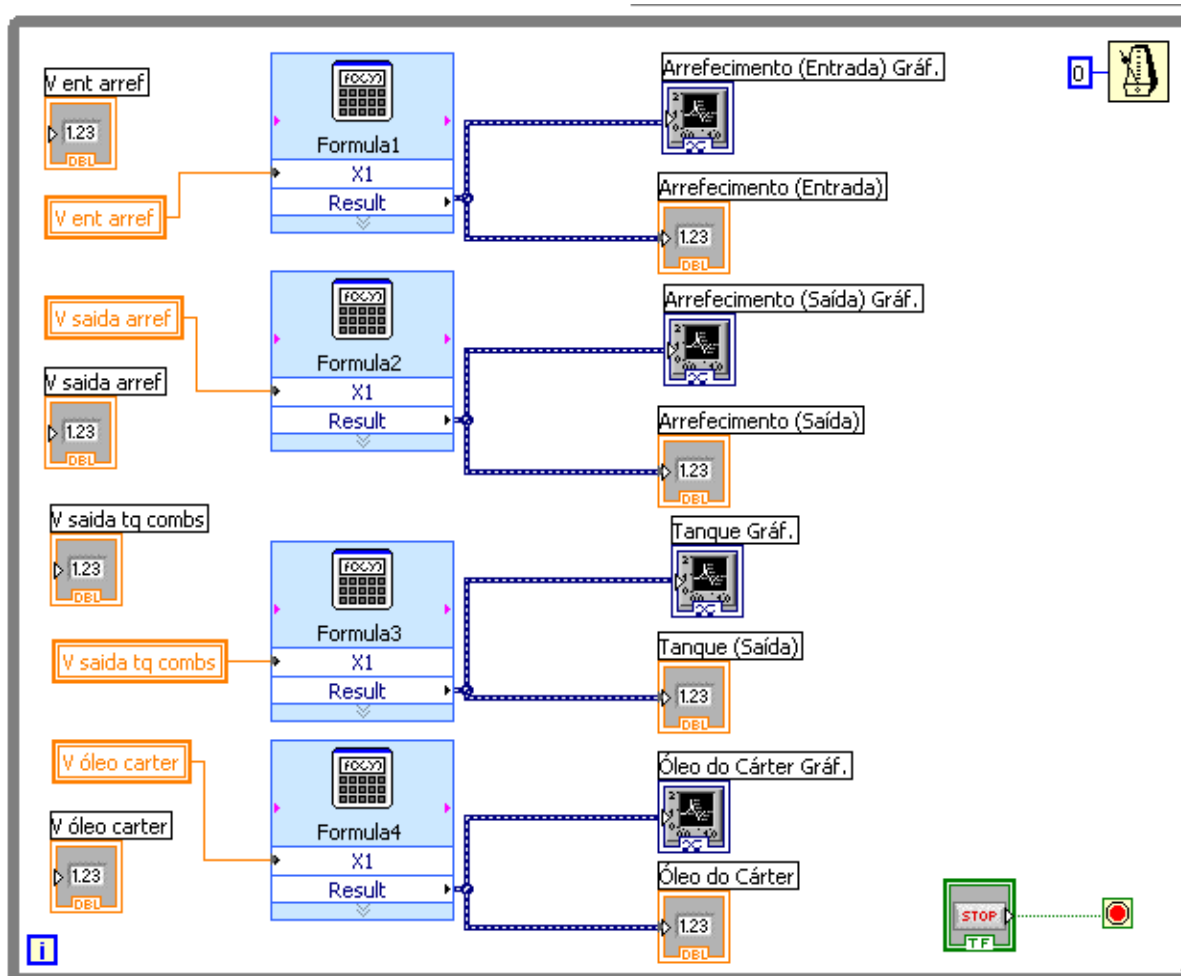 V ent arref
1.23
DBL
V ent arref
f(x,y)
Formula1
X1
Result
Arrefecimento (Entrada) Gráf.
Arrefecimento (Entrada)
1.23
DBL
0
V saida arref
V saida arref
1.23
DBL
f(x,y)
Formula2
X1
Result
Arrefecimento (Saída) Gráf.
Arrefecimento (Saída)
1.23
DBL
V saida tq combs
1.23
DBL
V saida tq combs
f(x,y)
Formula3
X1
Result
Tanque Gráf.
Tanque (Saída)
1.23
DBL
V óleo carter
V óleo carter
1.23
DBL
f(x,y)
Formula4
X1
Result
Óleo do Cárter Gráf.
Óleo do Cárter
1.23
DBL
STOP
TF
i